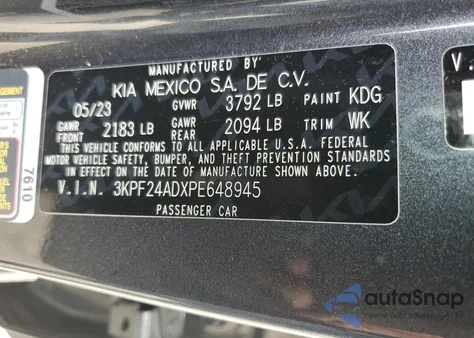 MANUFACTURED BY
KIA MEXICO S.A. DE C.V.
05/23 GVWR 3792 LB PAINT KDG
GAWR FRONT 2183 LB GAWR REAR 2094 LB TRIM WK
THIS VEHICLE CONFORMS TO ALL APPLICABLE U.S.A. FEDERAL
MOTOR VEHICLE SAFETY, BUMPER, AND THEFT PREVENTION
STANDARDS IN EFFECT ON THE DATE OF MANUFACTURE SHOWN ABOVE.
V.I.N. 3KPF24ADXPE648945
PASSENGER CAR
7610
V.
autoSnap